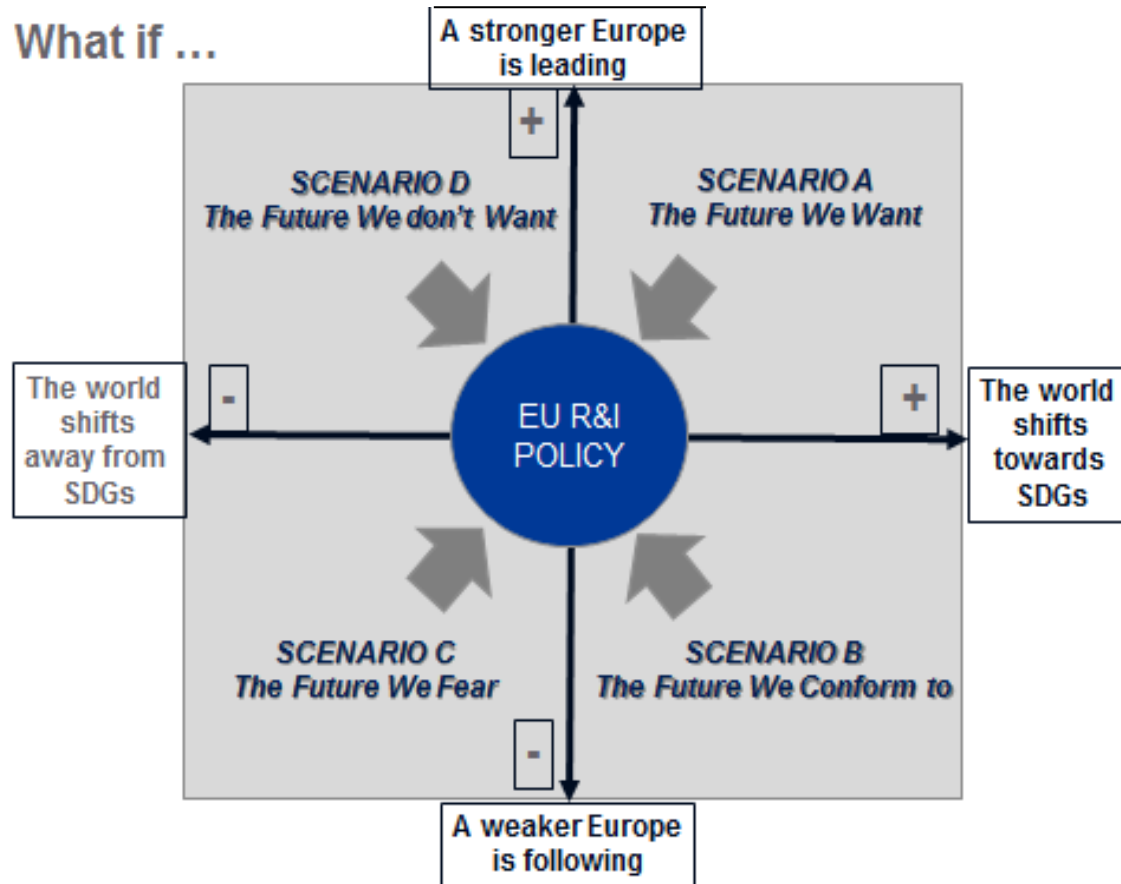 What if ...
A stronger Europe
is leading
+
SCENARIO D
The Future We don't Want
SCENARIO A
The Future We Want
The world
shifts
away from
SDGs
-
EU R&I
POLICY
+
The world
shifts
towards
SDGs
SCENARIO C
The Future We Fear
SCENARIO B
The Future We Conform to
-
A weaker Europe
is following